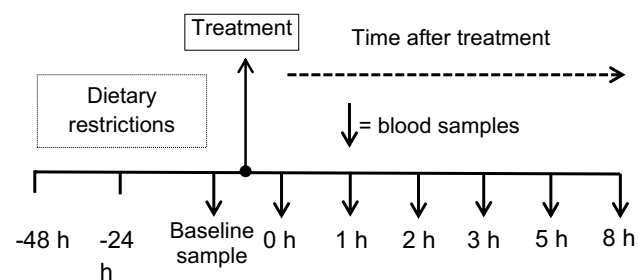 Treatment
Time after treatment
Dietary
restrictions
= blood samples
-48 h
-24
h
Baseline
sample
0 h
1 h
2 h
3 h
5 h
8 h